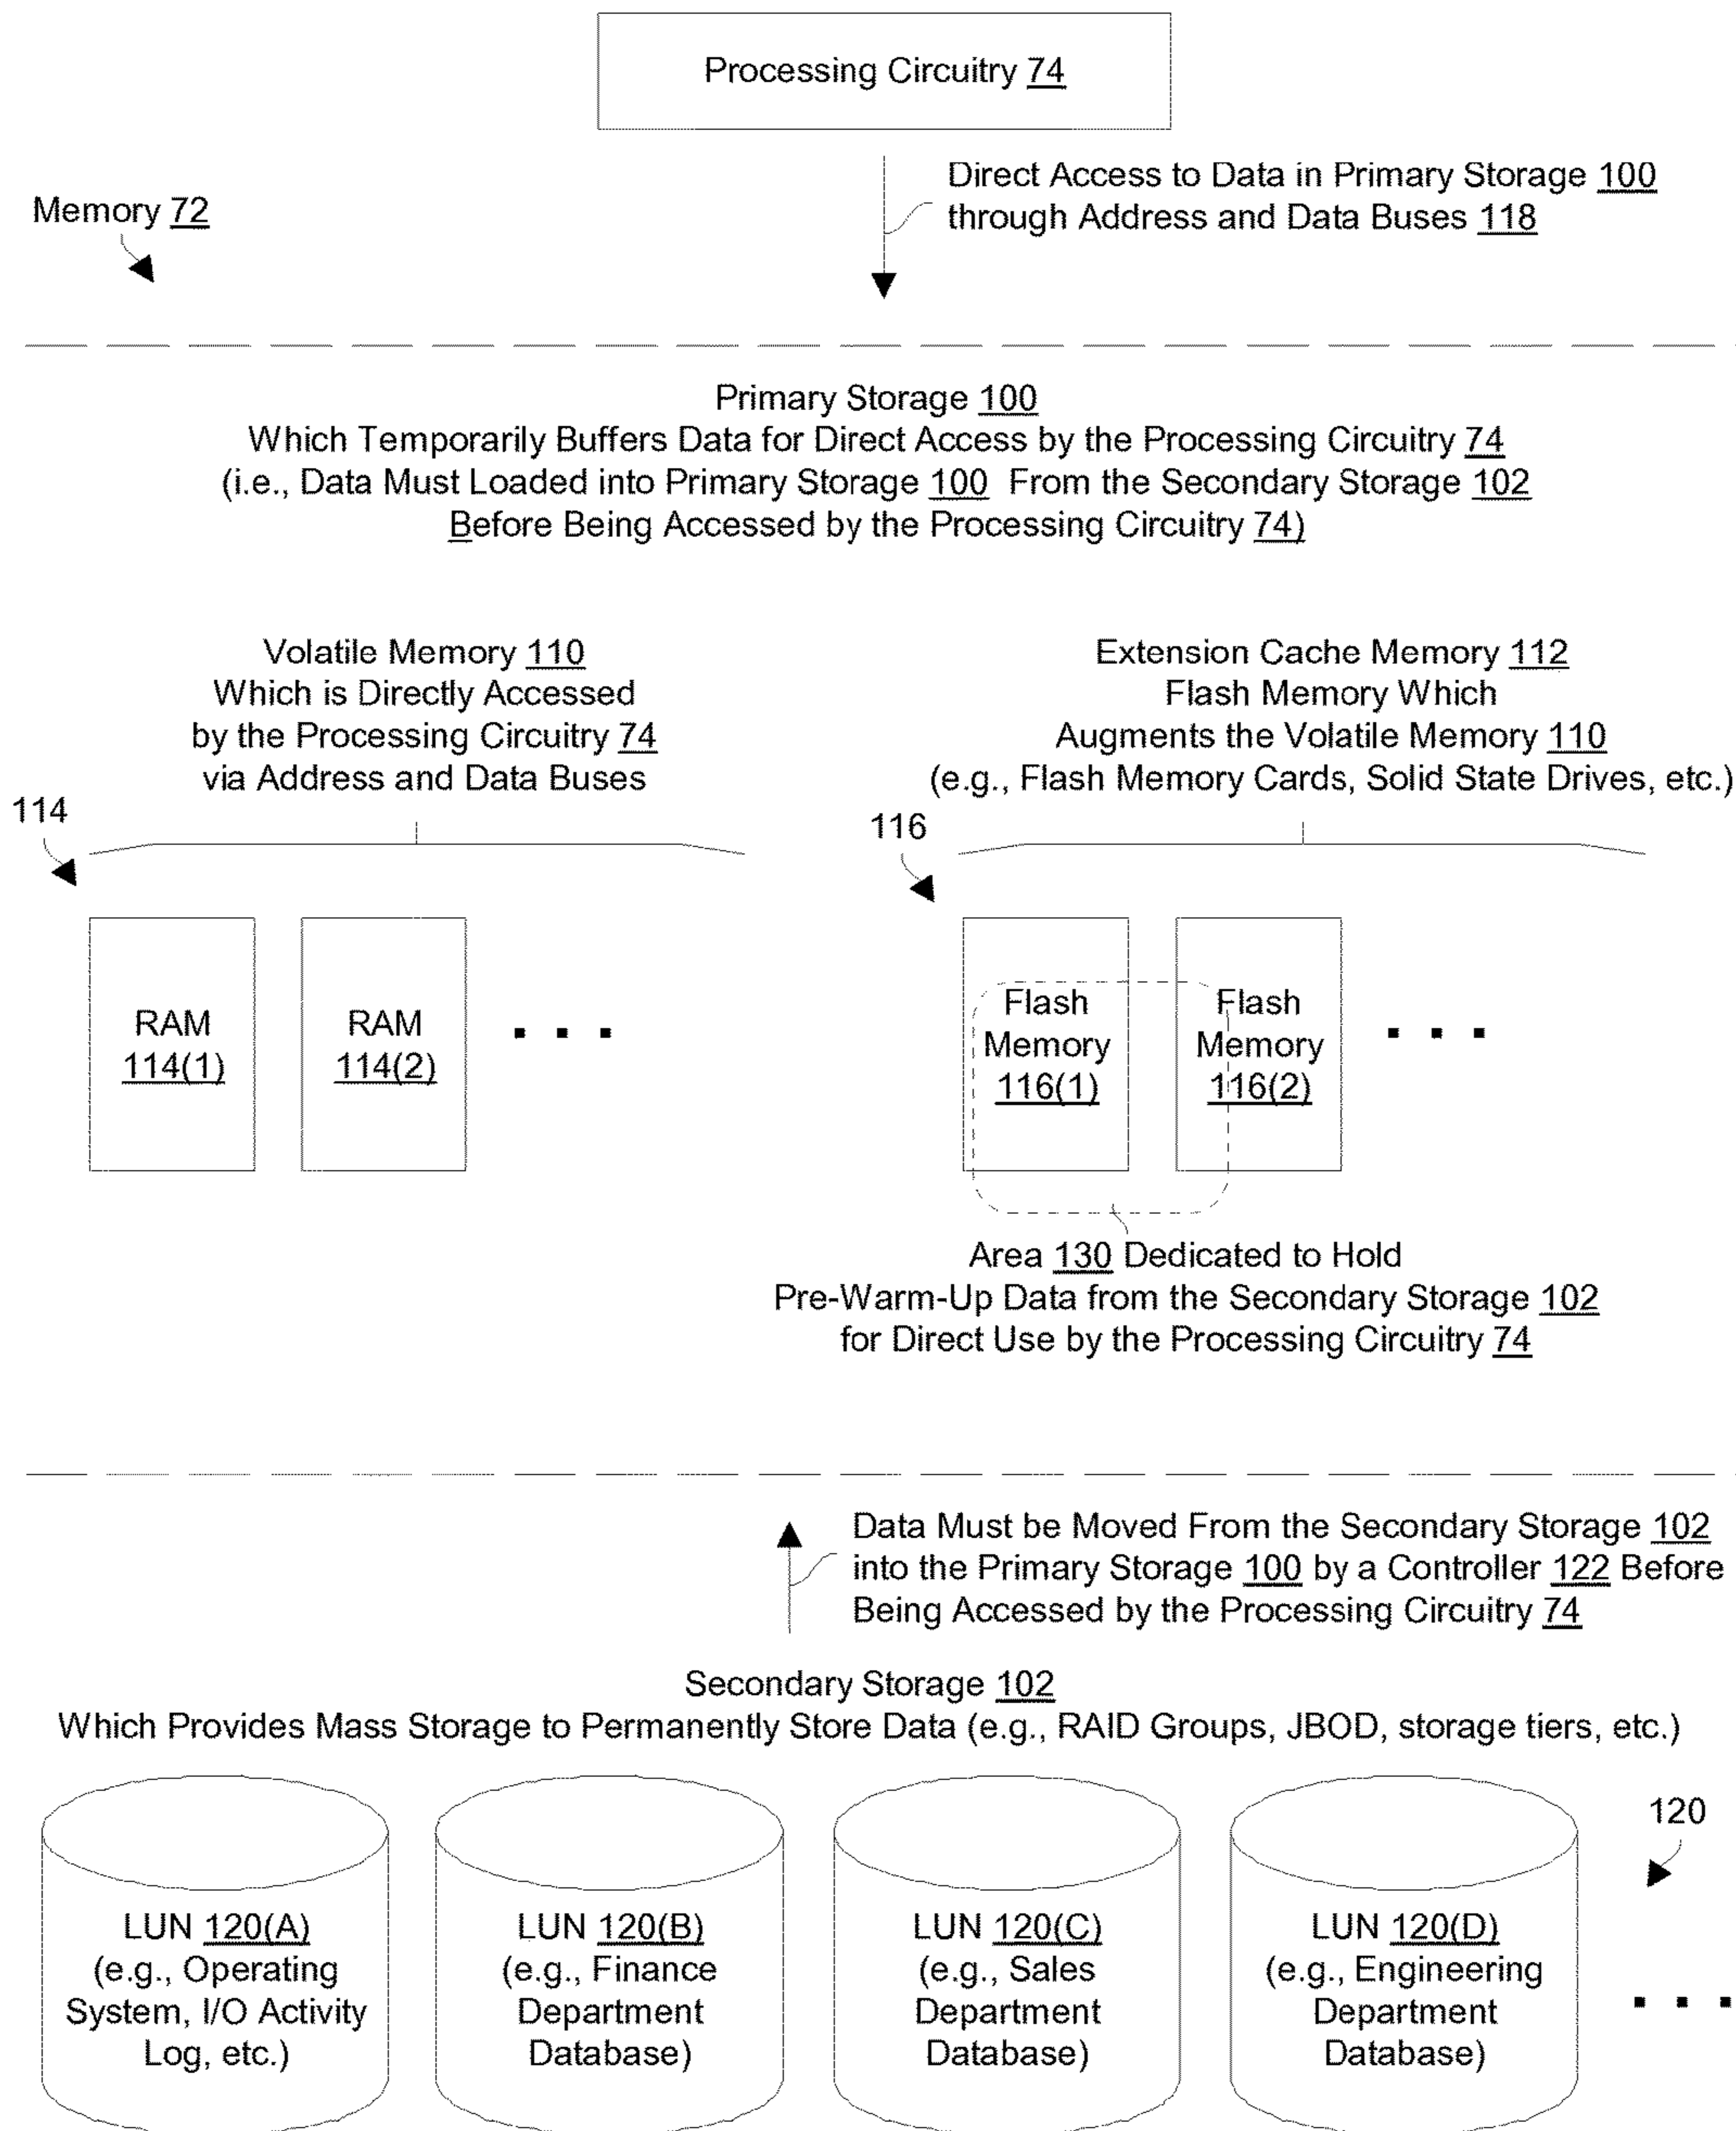 Processing Circuitry 74
Direct Access to Data in Primary Storage 100
through Address and Data Buses 118
Memory 72
Primary Storage 100
Which Temporarily Buffers Data for Direct Access by the Processing Circuitry 74
(i.e., Data Must Loaded into Primary Storage 100 From the Secondary Storage 102
Before Being Accessed by the Processing Circuitry 74)
Volatile Memory 110
Which is Directly Accessed
by the Processing Circuitry 74
via Address and Data Buses
Extension Cache Memory 112
Flash Memory Which
Augments the Volatile Memory 110
(e.g., Flash Memory Cards, Solid State Drives, etc.)
114
116
RAM
114(1)
RAM
114(2)
. . .
Flash
Memory
116(1)
Flash
Memory
116(2)
. . .
Area 130 Dedicated to Hold
Pre-Warm-Up Data from the Secondary Storage 102
for Direct Use by the Processing Circuitry 74
Data Must be Moved From the Secondary Storage 102
into the Primary Storage 100 by a Controller 122 Before
Being Accessed by the Processing Circuitry 74
Secondary Storage 102
Which Provides Mass Storage to Permanently Store Data (e.g., RAID Groups, JBOD, storage tiers, etc.)
120
LUN 120(A)
(e.g., Operating
System, I/O Activity
Log, etc.)
LUN 120(B)
(e.g., Finance
Department
Database)
LUN 120(C)
(e.g., Sales
Department
Database)
LUN 120(D)
(e.g., Engineering
Department
Database)
. . .